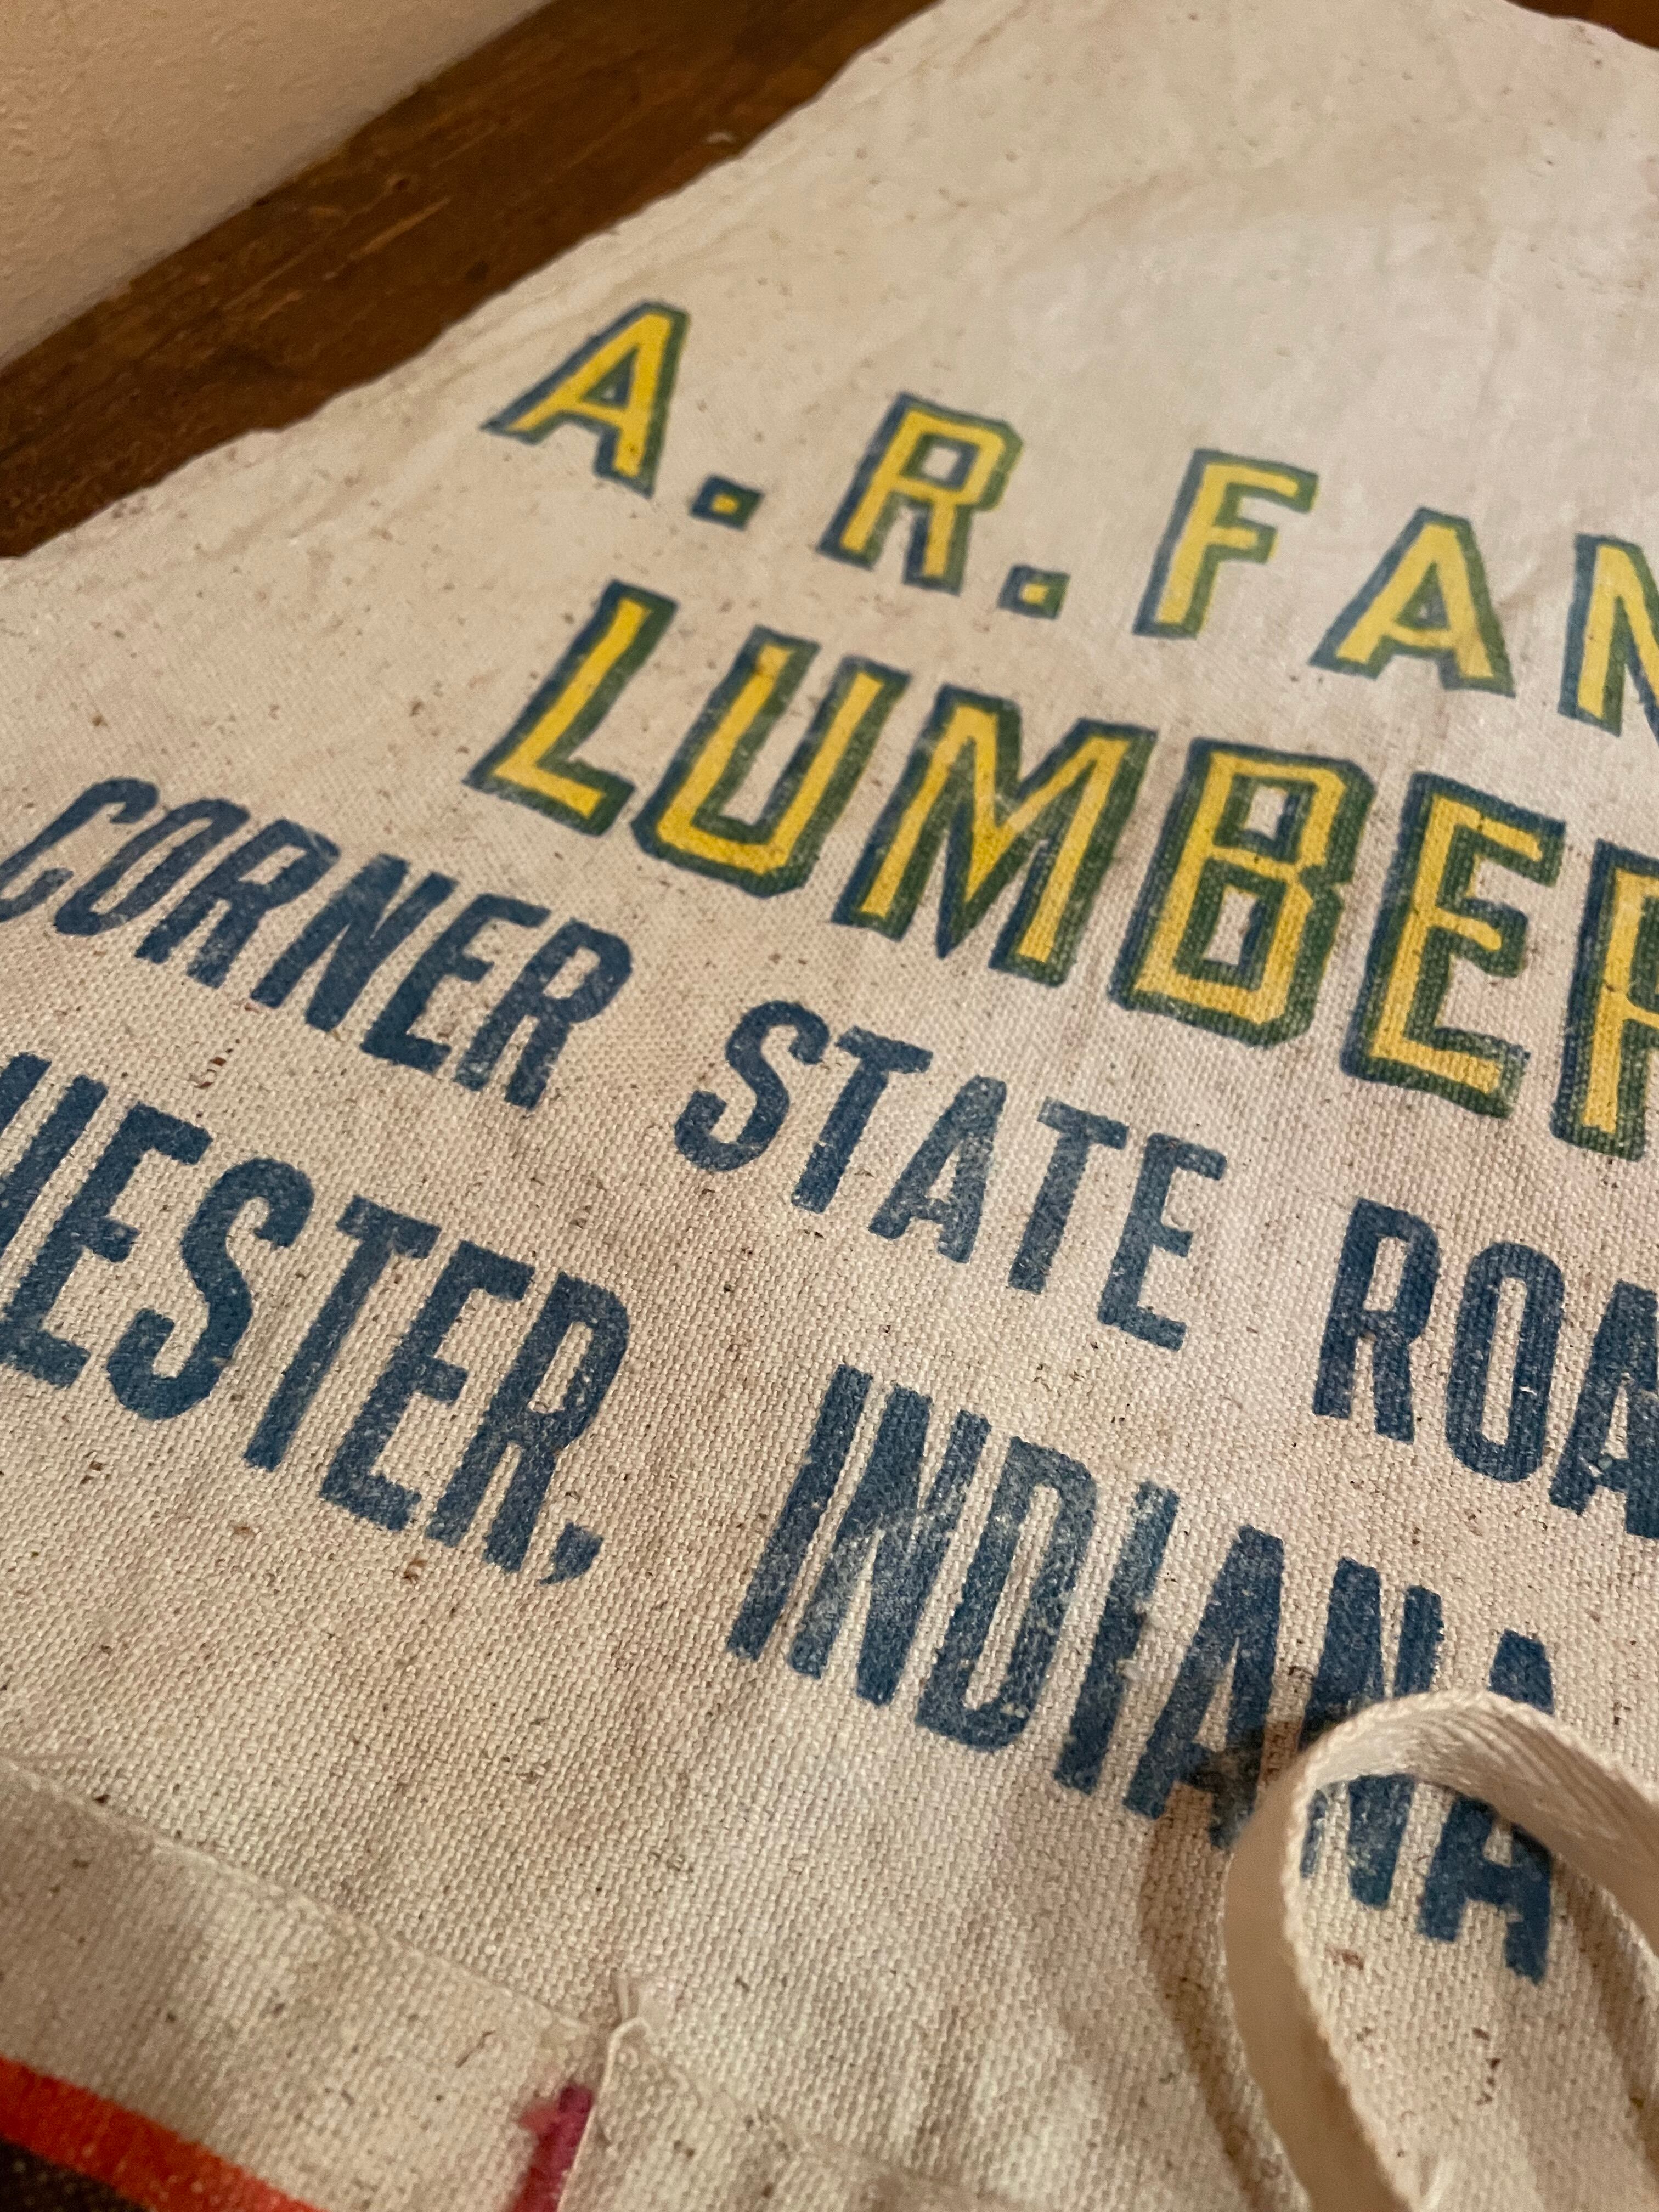 A. R. FAN
LUMBER
CORNER STATE ROA
HESTER, INDIANA